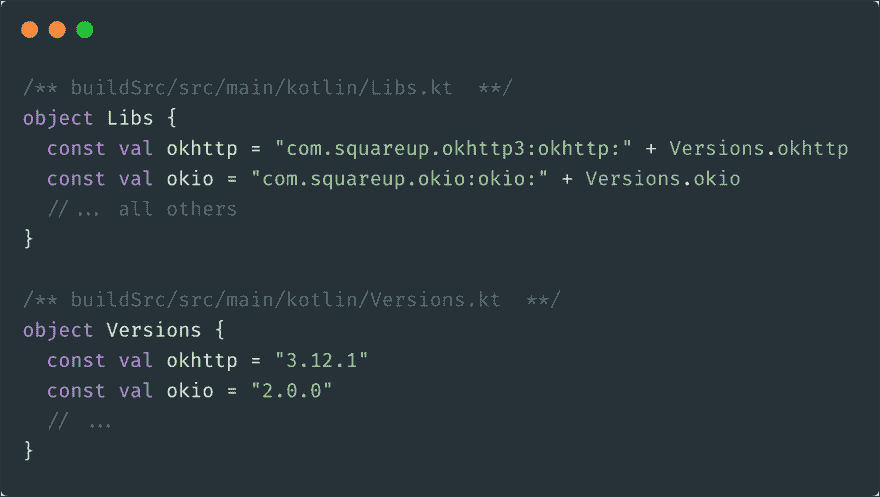 /** buildSrc/src/main/kotlin/Libs.kt  **/
object Libs {
  const val okhttp = "com.squareup.okhttp3:okhttp:" + Versions.okhttp
  const val okio = "com.squareup.okio:okio:" + Versions.okio
  //... all others
}

/** buildSrc/src/main/kotlin/Versions.kt  **/
object Versions {
  const val okhttp = "3.12.1"
  const val okio = "2.0.0"
  // ...
}